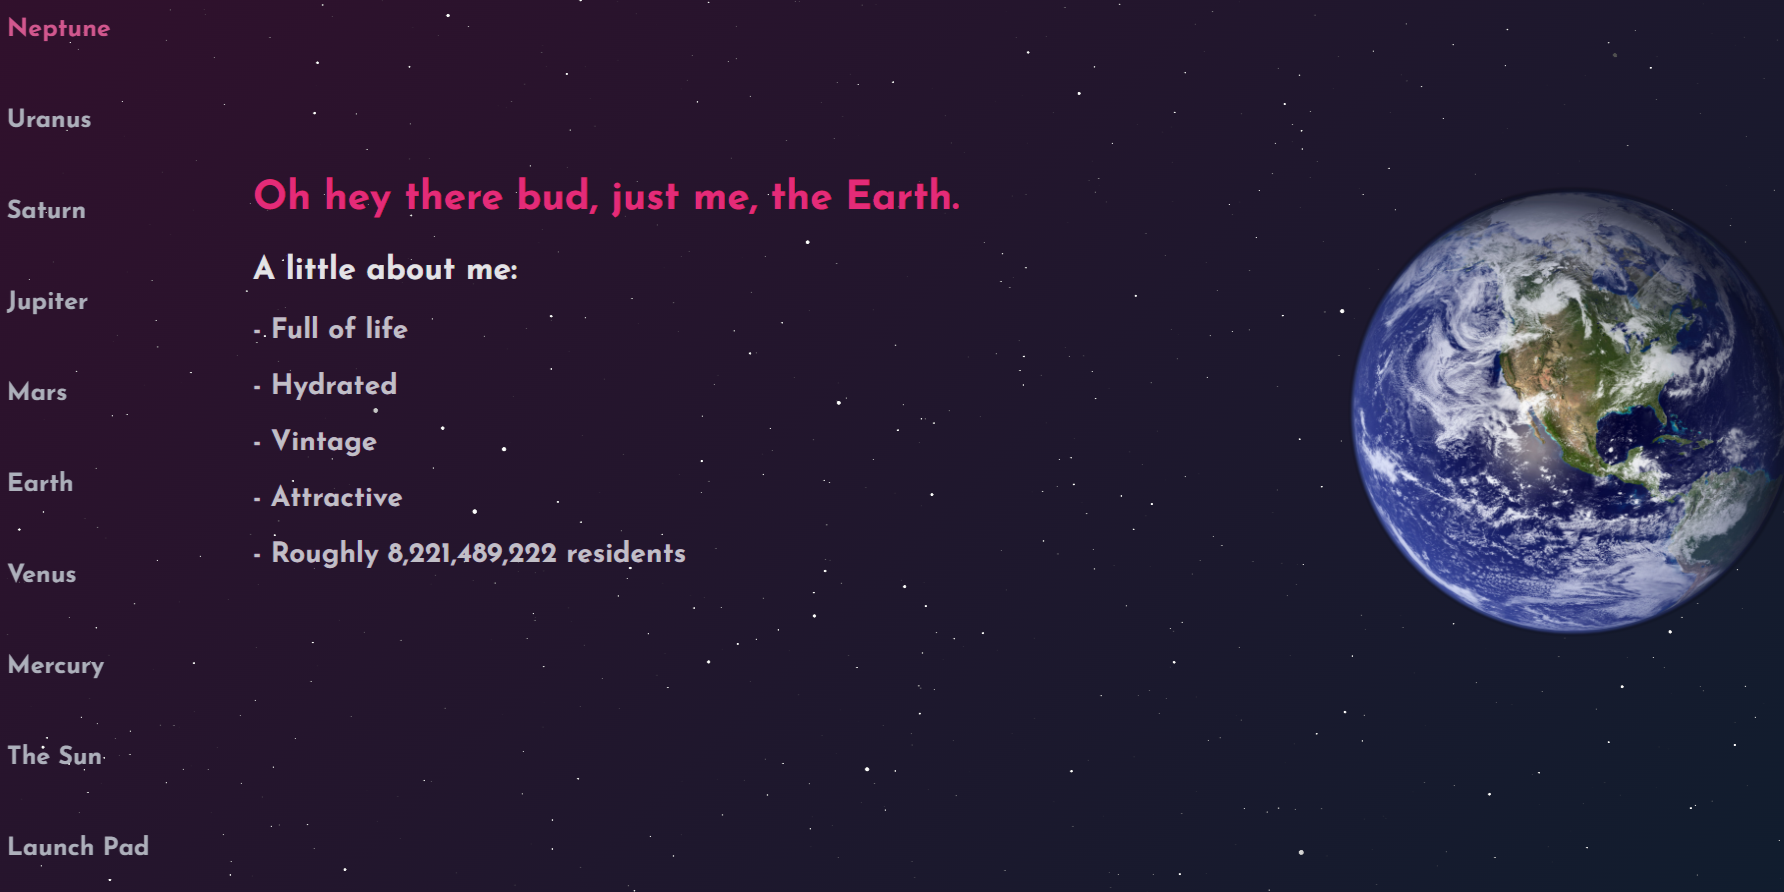 Neptune
Uranus
Saturn
Jupiter
Mars
Earth
Venus
Mercury
The Sun
Launch Pad
Oh hey there bud, just me, the Earth.
A little about me:
- Full of life
- Hydrated
- Vintage
- Attractive
- Roughly 8,221,489,222 residents